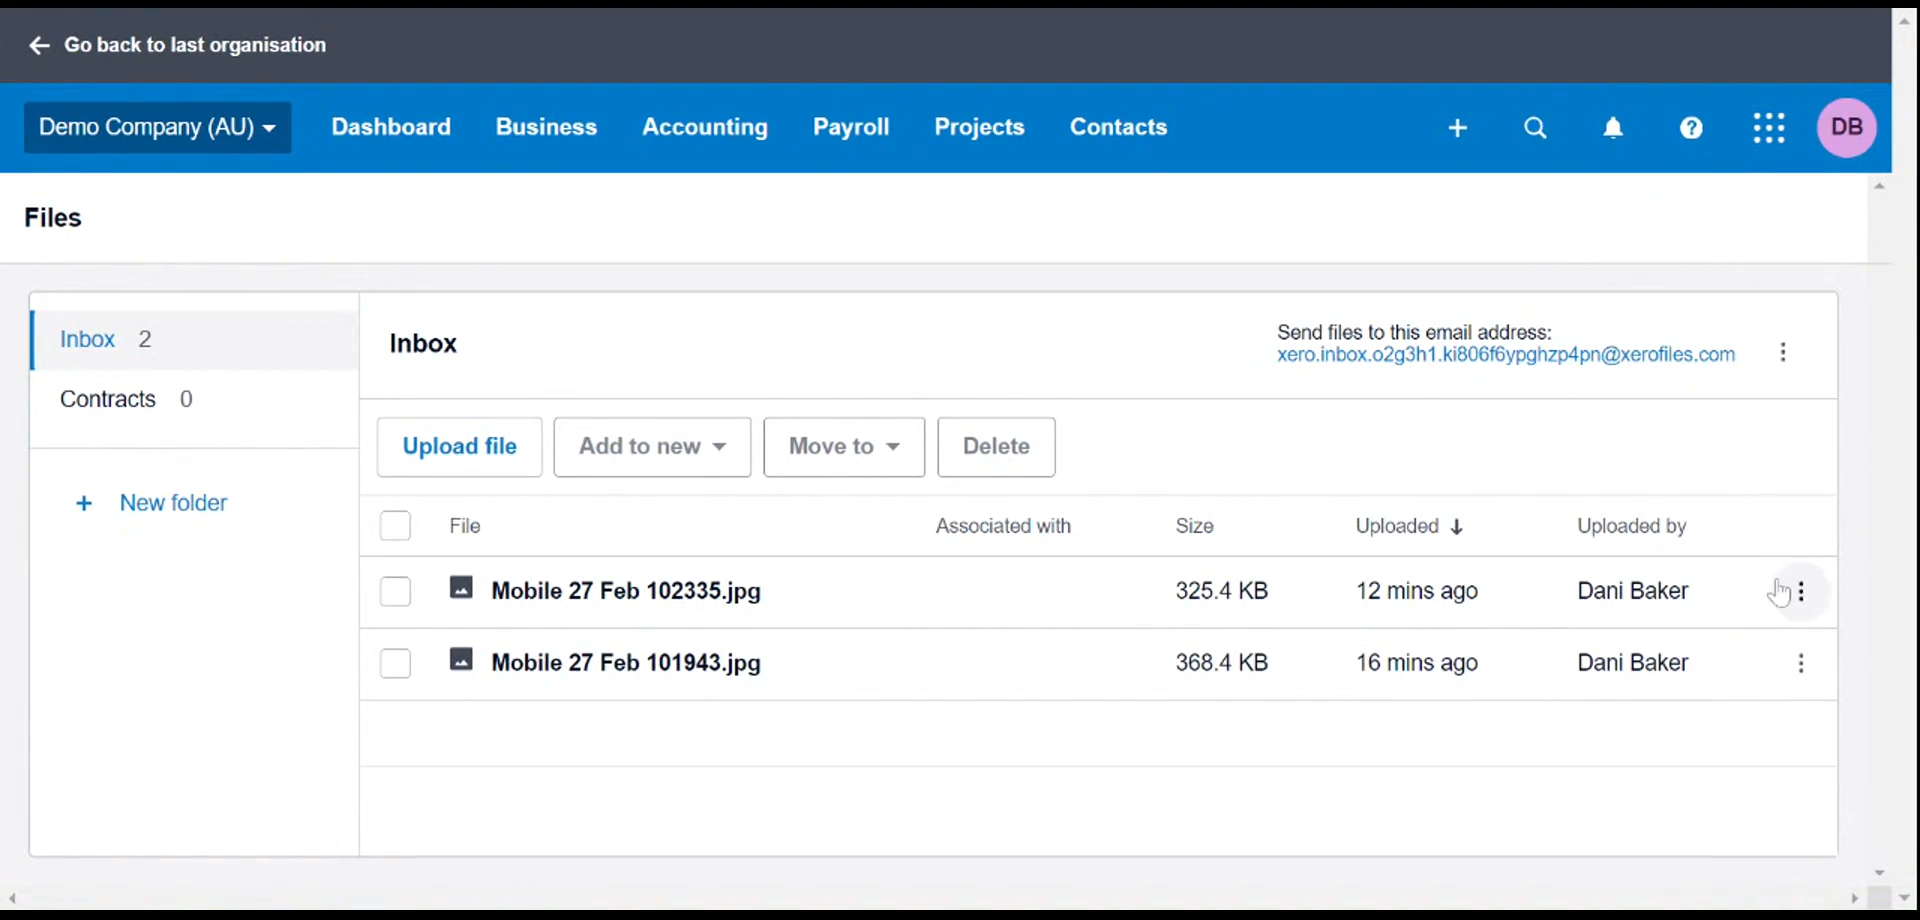 Go back to last organisation
Demo Company (AU) Dashboard Business Accounting Payroll Projects Contacts DB
Files
Inbox 2
Contracts 0
New folder
Inbox
Send files to this email address:
xero.inbox.o2g3h1.ki806f6ypghzp4pn@xerofiles.com
Upload file Add to new Move to Delete
File Associated with Size Uploaded Uploaded by
Mobile 27 Feb 102335.jpg 325.4 KB 12 mins ago Dani Baker
Mobile 27 Feb 101943.jpg 368.4 KB 16 mins ago Dani Baker